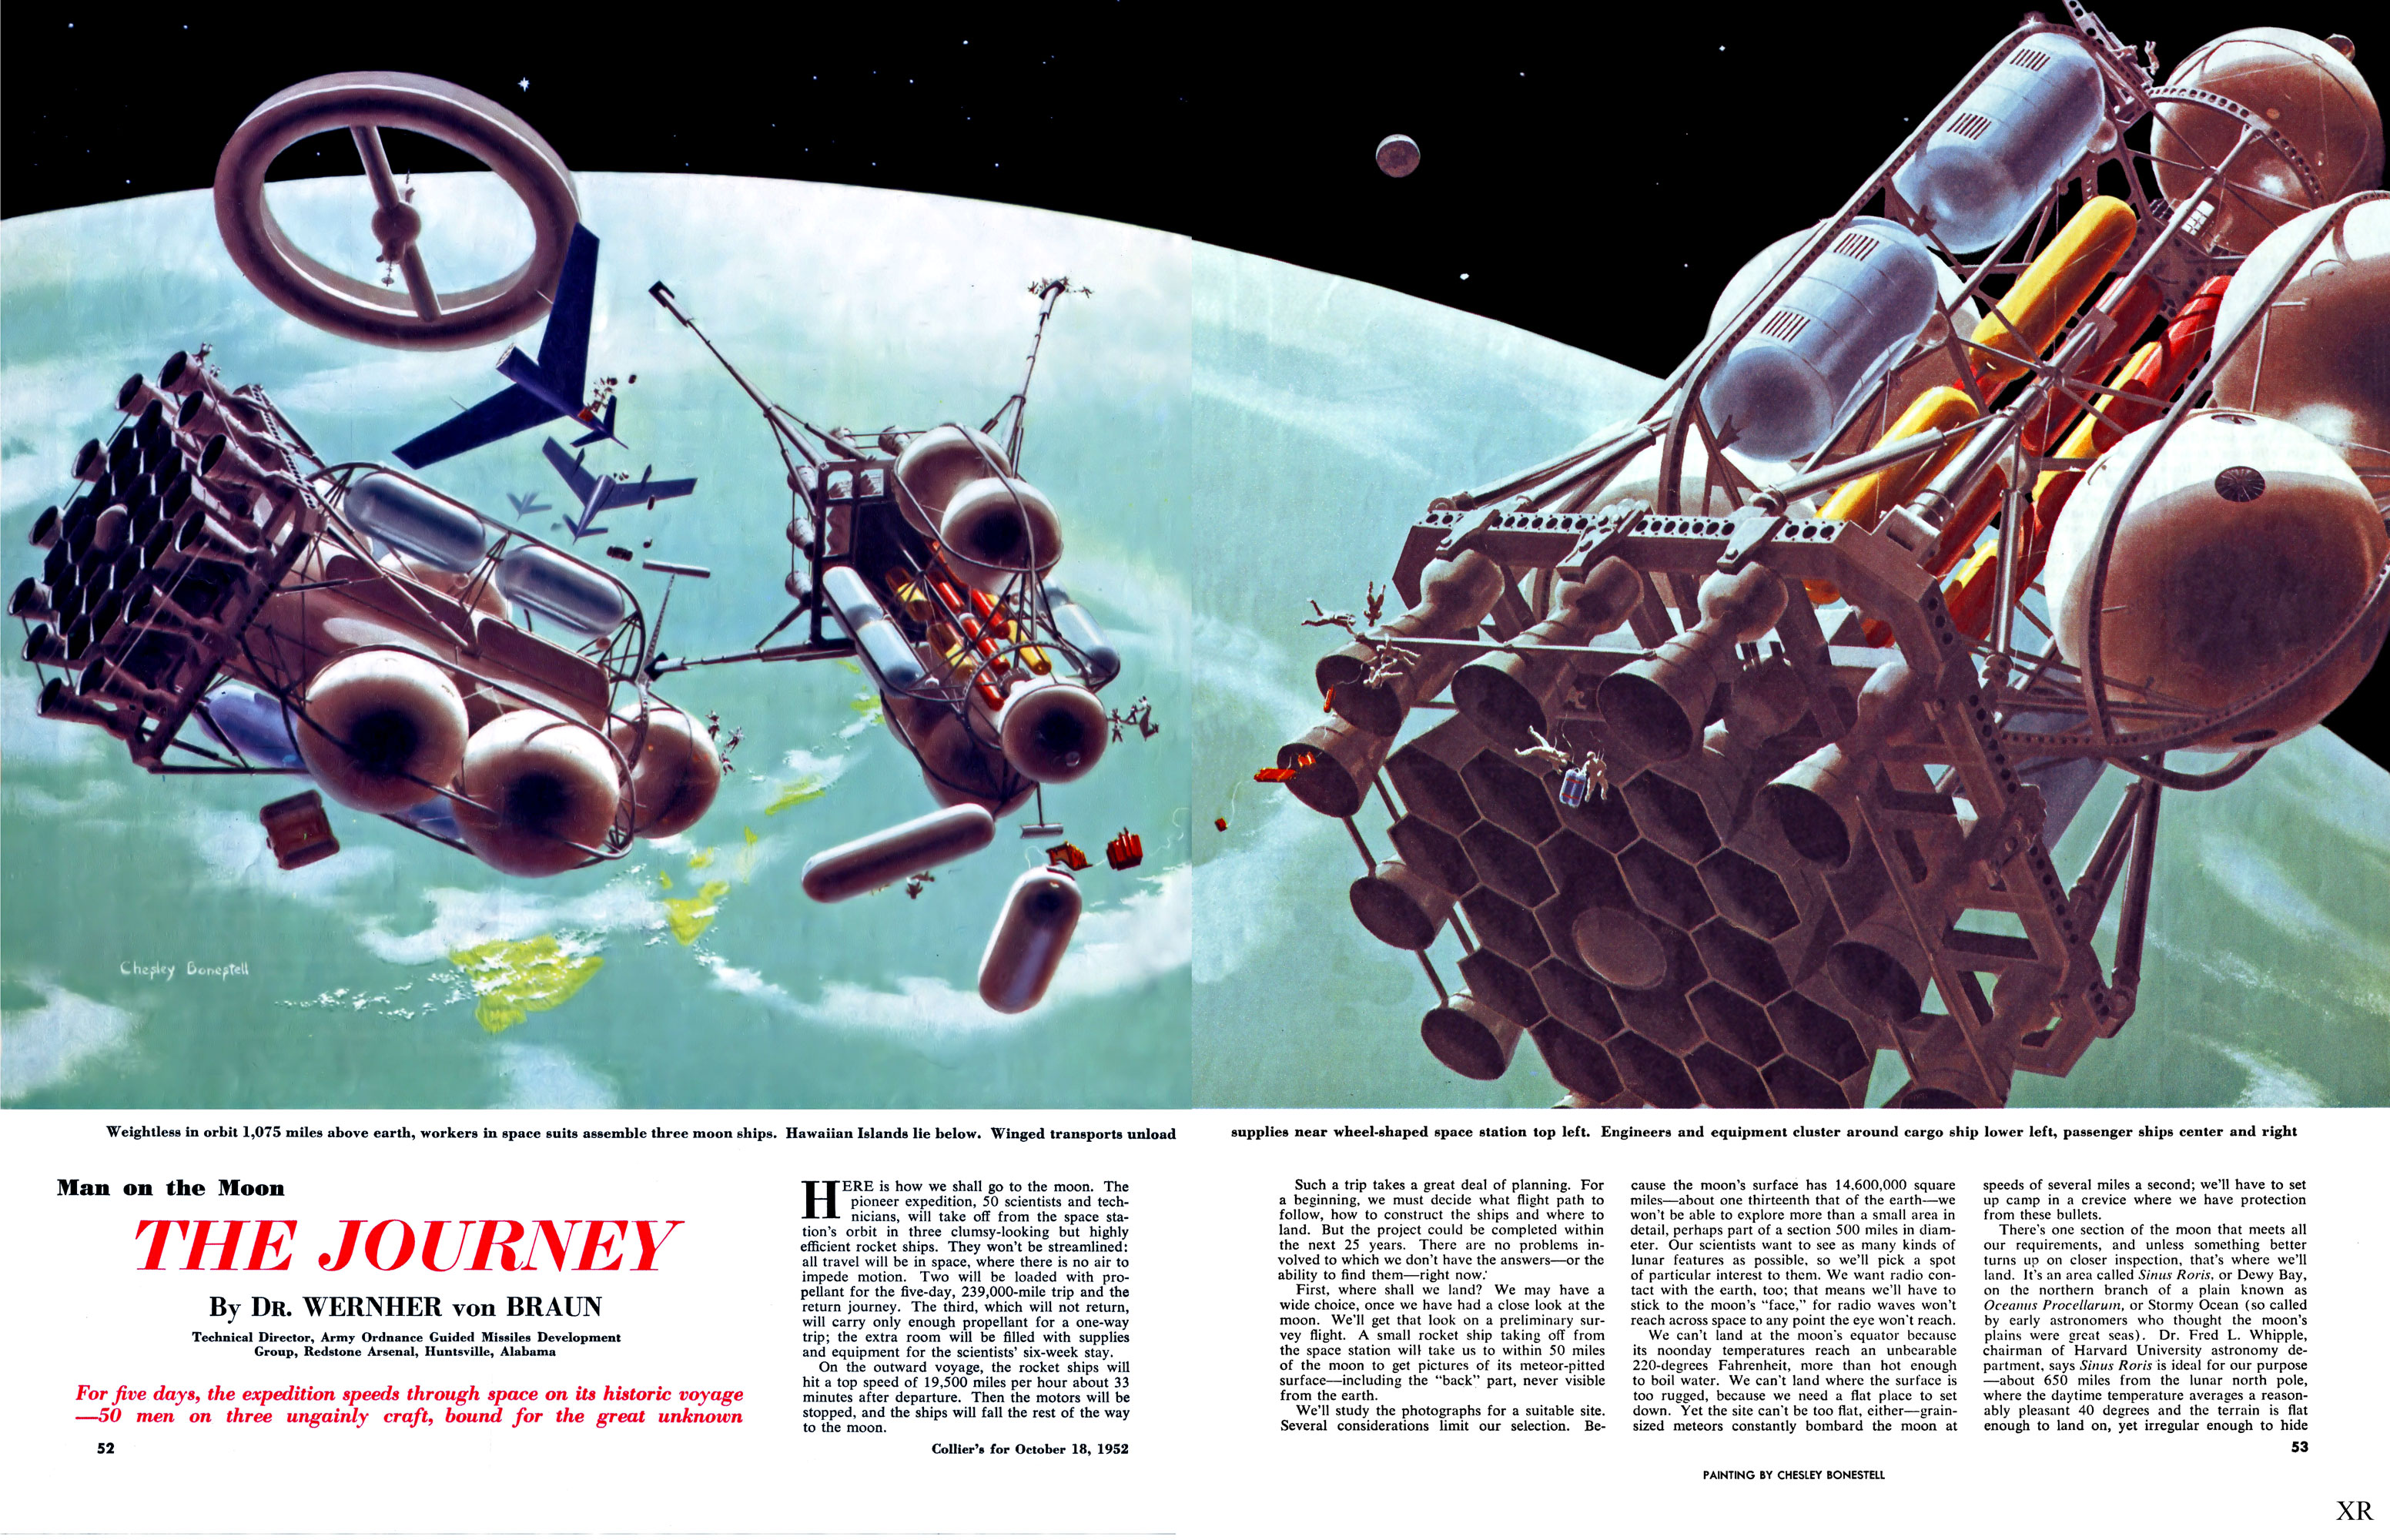 Chesley Bonestell
Weightless in orbit 1,075 miles above earth, workers in space suits assemble three moon ships. Hawaiian Islands lie below. Winged transports unload
supplies near wheel-shaped space station top left. Engineers and equipment cluster around cargo ship lower left, passenger ships center and right
Man on the Moon
THE JOURNEY
By DR. WERNHER von BRAUN
Technical Director, Army Ordnance Guided Missiles Development
Group, Redstone Arsenal, Huntsville, Alabama
For five days, the expedition speeds through space on its historic voyage
—50 men on three ungainly craft, bound for the great unknown
52
HERE is how we shall go to the moon. The
pioneer expedition, 50 scientists and tech-
nicians, will take off from the space sta-
tion's orbit in three clumsy-looking but highly
efficient rocket ships. They won't be streamlined:
all travel will be in space, where there is no air to
impede motion. Two will be loaded with pro-
pellant for the five-day, 239,000-mile trip and the
return journey. The third, which will not return,
will carry only enough propellant for a one-way
trip; the extra room will be filled with supplies
and equipment for the scientists' six-week stay.
On the outward voyage, the rocket ships will
hit a top speed of 19,500 miles per hour about 33
minutes after departure. Then the motors will be
stopped, and the ships will fall the rest of the way
to the moon.
Collier's for October 18, 1952
Such a trip takes a great deal of planning. For
a beginning, we must decide what flight path to
follow, how to construct the ships and where to
land. But the project could be completed within
the next 25 years. There are no problems in-
volved to which we don't have the answers—or the
ability to find them—right now.
First, where shall we land? We may have a
wide choice, once we have had a close look at the
moon. We'll get that look on a preliminary sur-
vey flight. A small rocket ship taking off from
the space station will take us to within 50 miles
of the moon to get pictures of its meteor-pitted
surface—including the "back" part, never visible
from the earth.
We'll study the photographs for a suitable site.
Several considerations limit our selection. Be-
cause the moon's surface has 14,600,000 square
miles—about one thirteenth that of the earth—we
won't be able to explore more than a small area in
detail, perhaps part of a section 500 miles in diam-
eter. Our scientists want to see as many kinds of
lunar features as possible, so we'll pick a spot
of particular interest to them. We want radio con-
tact with the earth, too; that means we'll have to
stick to the moon's "face," for radio waves won't
reach across space to any point the eye won't reach.
We can't land at the moon's equator because
its noonday temperatures reach an unbearable
220-degrees Fahrenheit, more than hot enough
to boil water. We can't land where the surface is
too rugged, because we need a flat place to set
down. Yet the site can't be too flat, either—grain-
sized meteors constantly bombard the moon at
speeds of several miles a second; we'll have to set
up camp in a crevice where we have protection
from these bullets.
There's one section of the moon that meets all
our requirements, and unless something better
turns up on closer inspection, that's where we'll
land. It's an area called Sinus Roris, or Dewy Bay,
on the northern branch of a plain known as
Oceanus Procellarum, or Stormy Ocean (so called
by early astronomers who thought the moon's
plains were great seas). Dr. Fred L. Whipple,
chairman of Harvard University astronomy de-
partment, says Sinus Roris is ideal for our purpose
—about 650 miles from the lunar north pole,
where the daytime temperature averages a reason-
ably pleasant 40 degrees and the terrain is flat
enough to land on, yet irregular enough to hide
53
PAINTING BY CHESLEY BONESTELL
XR